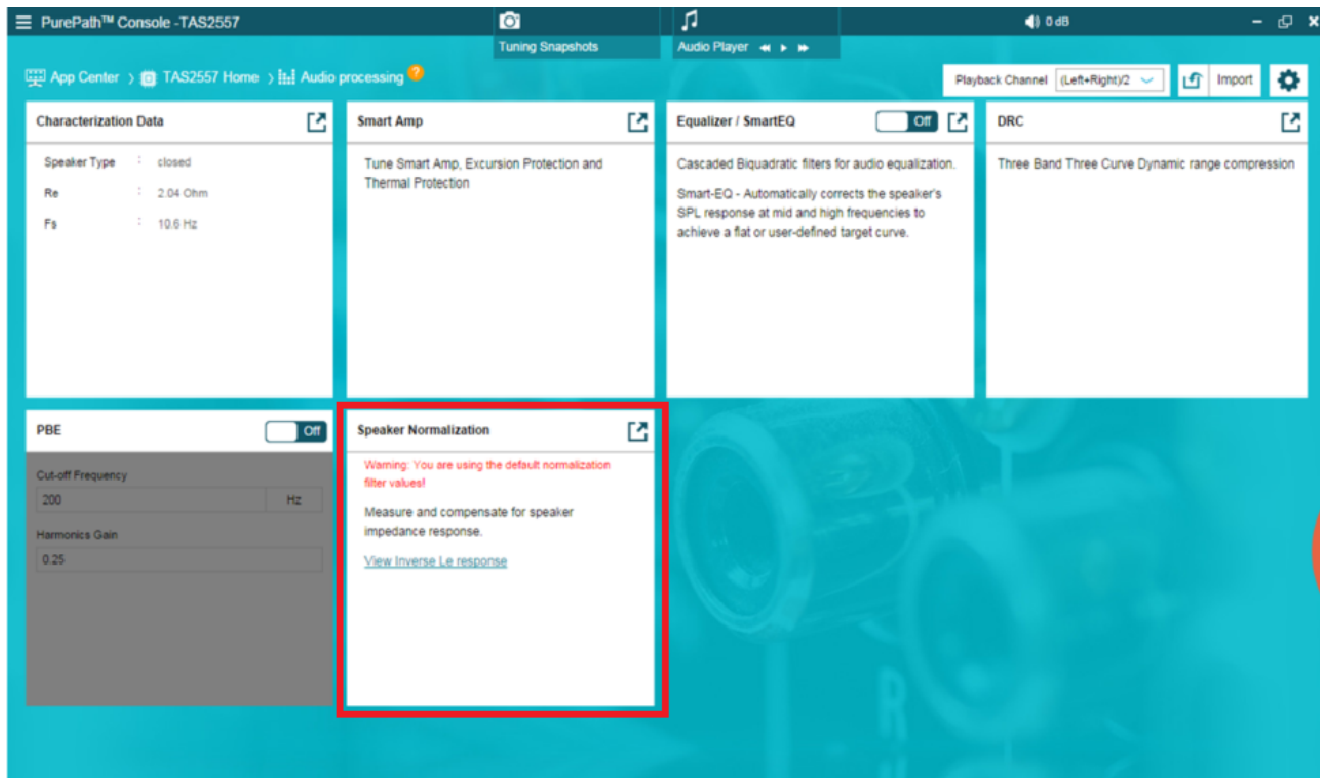 PurePath™ Console -TAS2557
0 dB
Tuning Snapshots
Audio Player
App Center > TAS2557 Home > Audio processing ?
Playback Channel (Left+Right)/2
Import
Characterization Data
Speaker Type : closed
Re : 2.04 Ohm
Fs : 10.6 Hz
Smart Amp
Tune Smart Amp, Excursion Protection and
Thermal Protection
Equalizer / SmartEQ Off
Cascaded Biquadratic filters for audio equalization.
Smart-EQ - Automatically corrects the speaker's
SPL response at mid and high frequencies to
achieve a flat or user-defined target curve.
DRC
Three Band Three Curve Dynamic range compression
PBE Off
Cut-off Frequency
200 Hz
Harmonics Gain
0.25
Speaker Normalization
Warning: You are using the default normalization
filter values!
Measure and compensate for speaker
impedance response.
View Inverse Le response
R